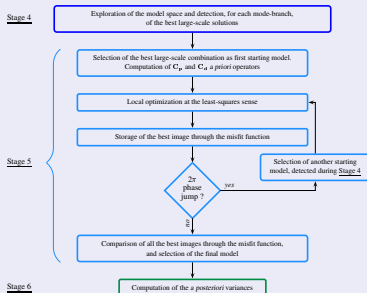 Stage 4
Exploration of the model space and detection, for each mode-branch,
of the best large-scale solutions
Selection of the best large-scale combination as first starting model.
Computation of Cp and Cd a priori operators
Local optimization at the least-squares sense
Storage of the best image through the misfit function
Stage 5
2π
phase
jump ?
yes
Selection of another starting
model, detected during Stage 4
no
Comparison of all the best images through the misfit function,
and selection of the final model
Stage 6
Computation of the a posteriori variances